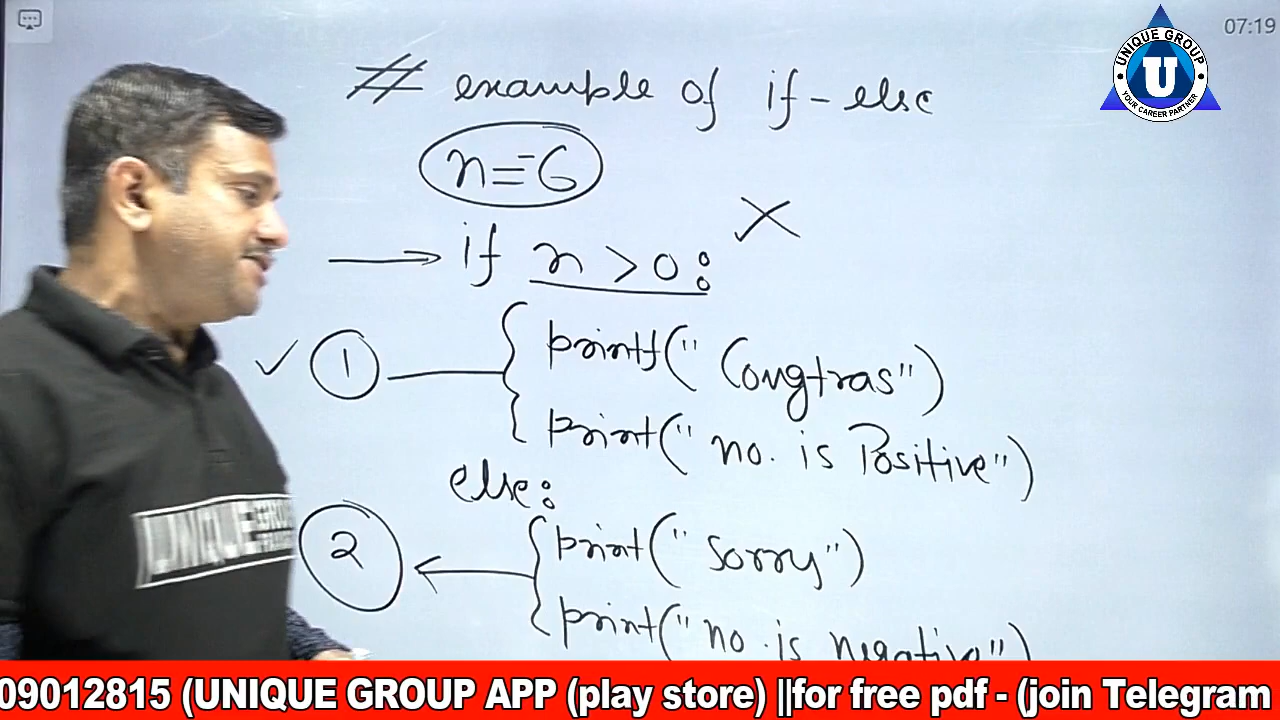 07:19
UNIQUE GROUP
U
YOUR CAREER PARTNER
# example of if-else
n=-6
→ if n >0:
✓ 1 { printf(" Congtras")
print(" no. is Positive")
else:
2 ← { print(" sorry")
print(" no. is negative")
UNIQUE
09012815 (UNIQUE GROUP APP (play store) ||for free pdf - (join Telegram